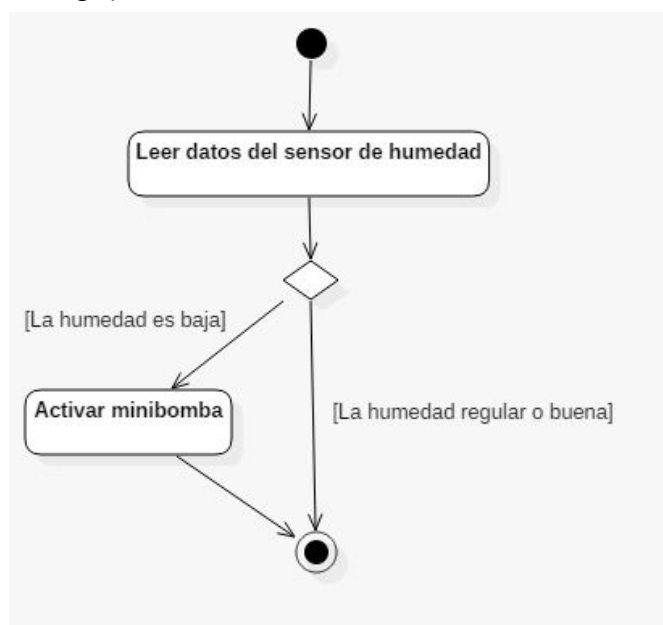 Leer datos del sensor de humedad
[La humedad es baja]
Activar minibomba
[La humedad regular o buena]